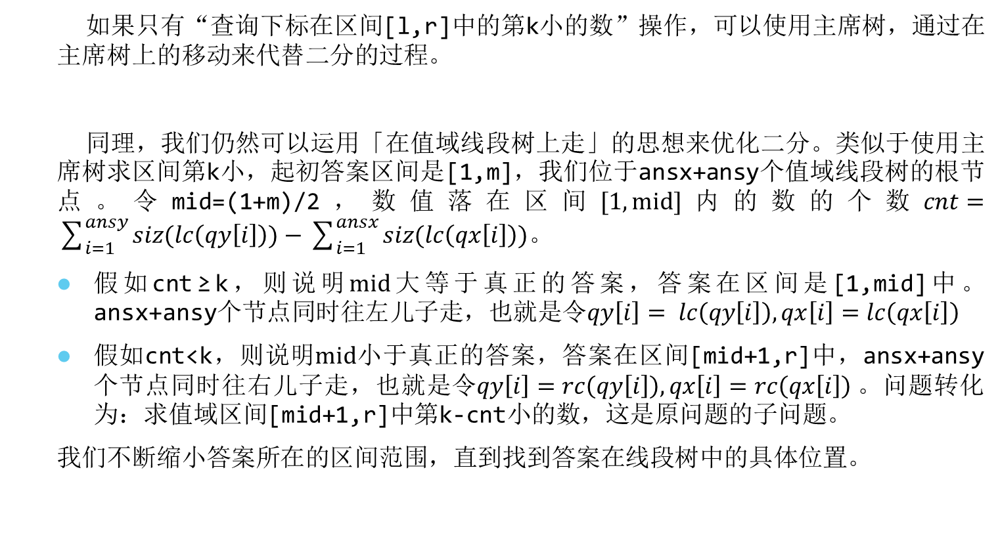 如果只有“查询下标在区间[l,r]中的第k小的数”操作，可以使用主席树，通过在
主席树上的移动来代替二分的过程。
同理，我们仍然可以运用「在值域线段树上走」的思想来优化二分。类似于使用主
席树求区间第k小，起初答案区间是[1,m]，我们位于ansx+ansy个值域线段树的根节
点。令mid=(1+m)/2，数值落在区间[1,mid]内的数的个数cnt =
∑_{i=1}^{ansy} siz(lc(qy[i])) − ∑_{i=1}^{ansx} siz(lc(qx[i]))。
● 假如cnt≥k，则说明mid大等于真正的答案，答案在区间是[1,mid]中。
ansx+ansy个节点同时往左儿子走，也就是令qy[i] = lc(qy[i]),qx[i] = lc(qx[i])
● 假如cnt<k，则说明mid小于真正的答案，答案在区间[mid+1,r]中，ansx+ansy
个节点同时往右儿子走，也就是令qy[i] = rc(qy[i]),qx[i] = rc(qx[i]) 。问题转化
为：求值域区间[mid+1,r]中第k-cnt小的数，这是原问题的子问题。
我们不断缩小答案所在的区间范围，直到找到答案在线段树中的具体位置。